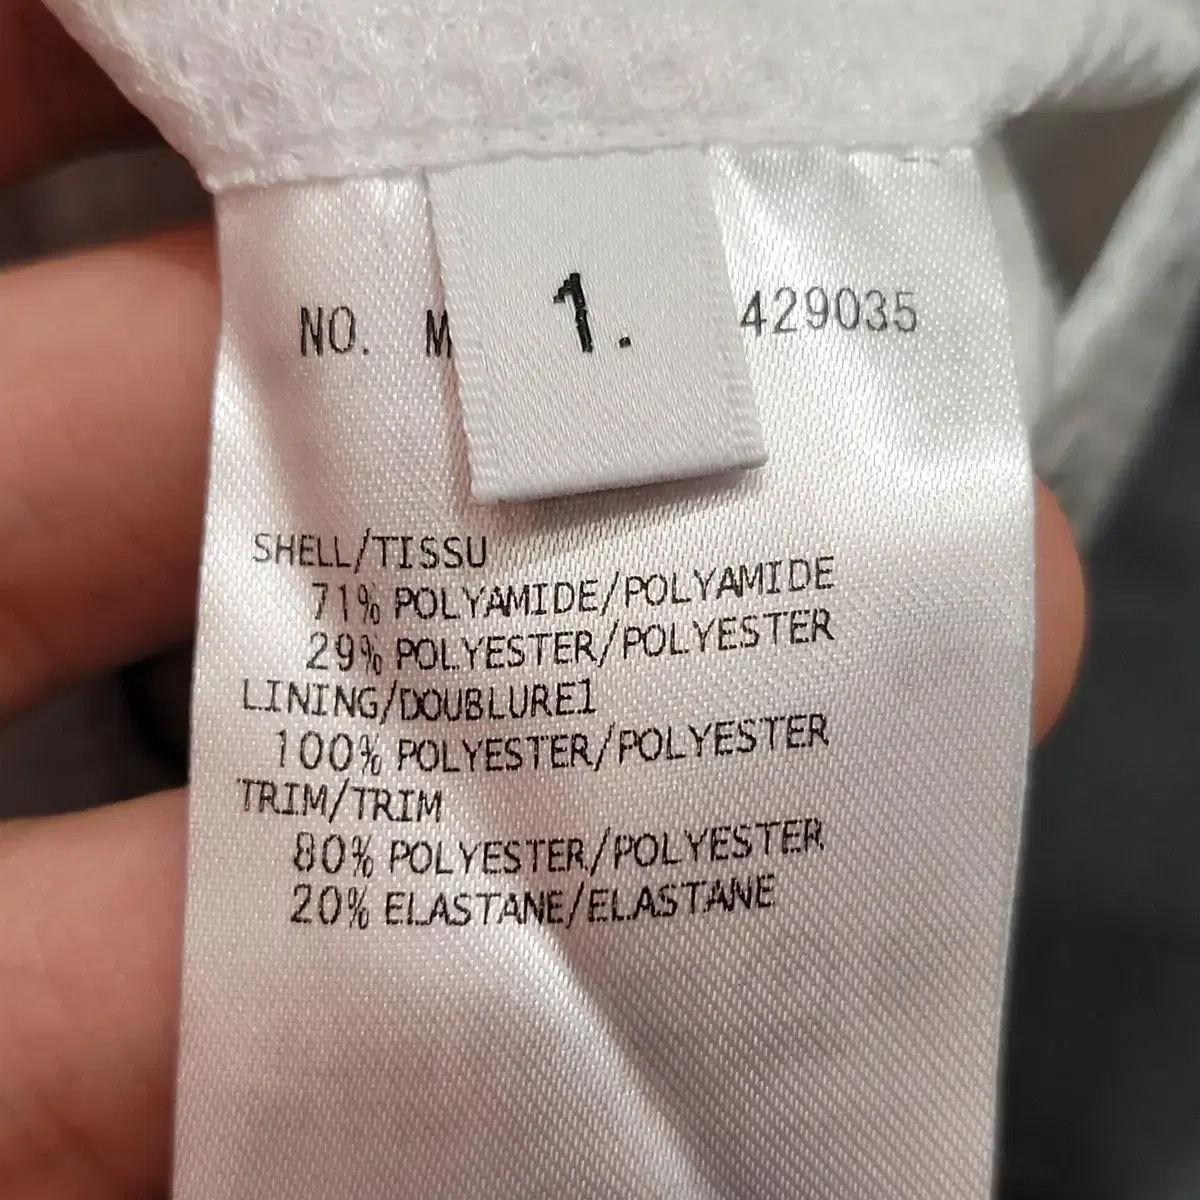 NO. M 429035
1.
SHELL/TISSU
71% POLYAMIDE/POLYAMIDE
29% POLYESTER/POLYESTER
LINING/DOUBLURE1
100% POLYESTER/POLYESTER
TRIM/TRIM
80% POLYESTER/POLYESTER
20% ELASTANE/ELASTANE